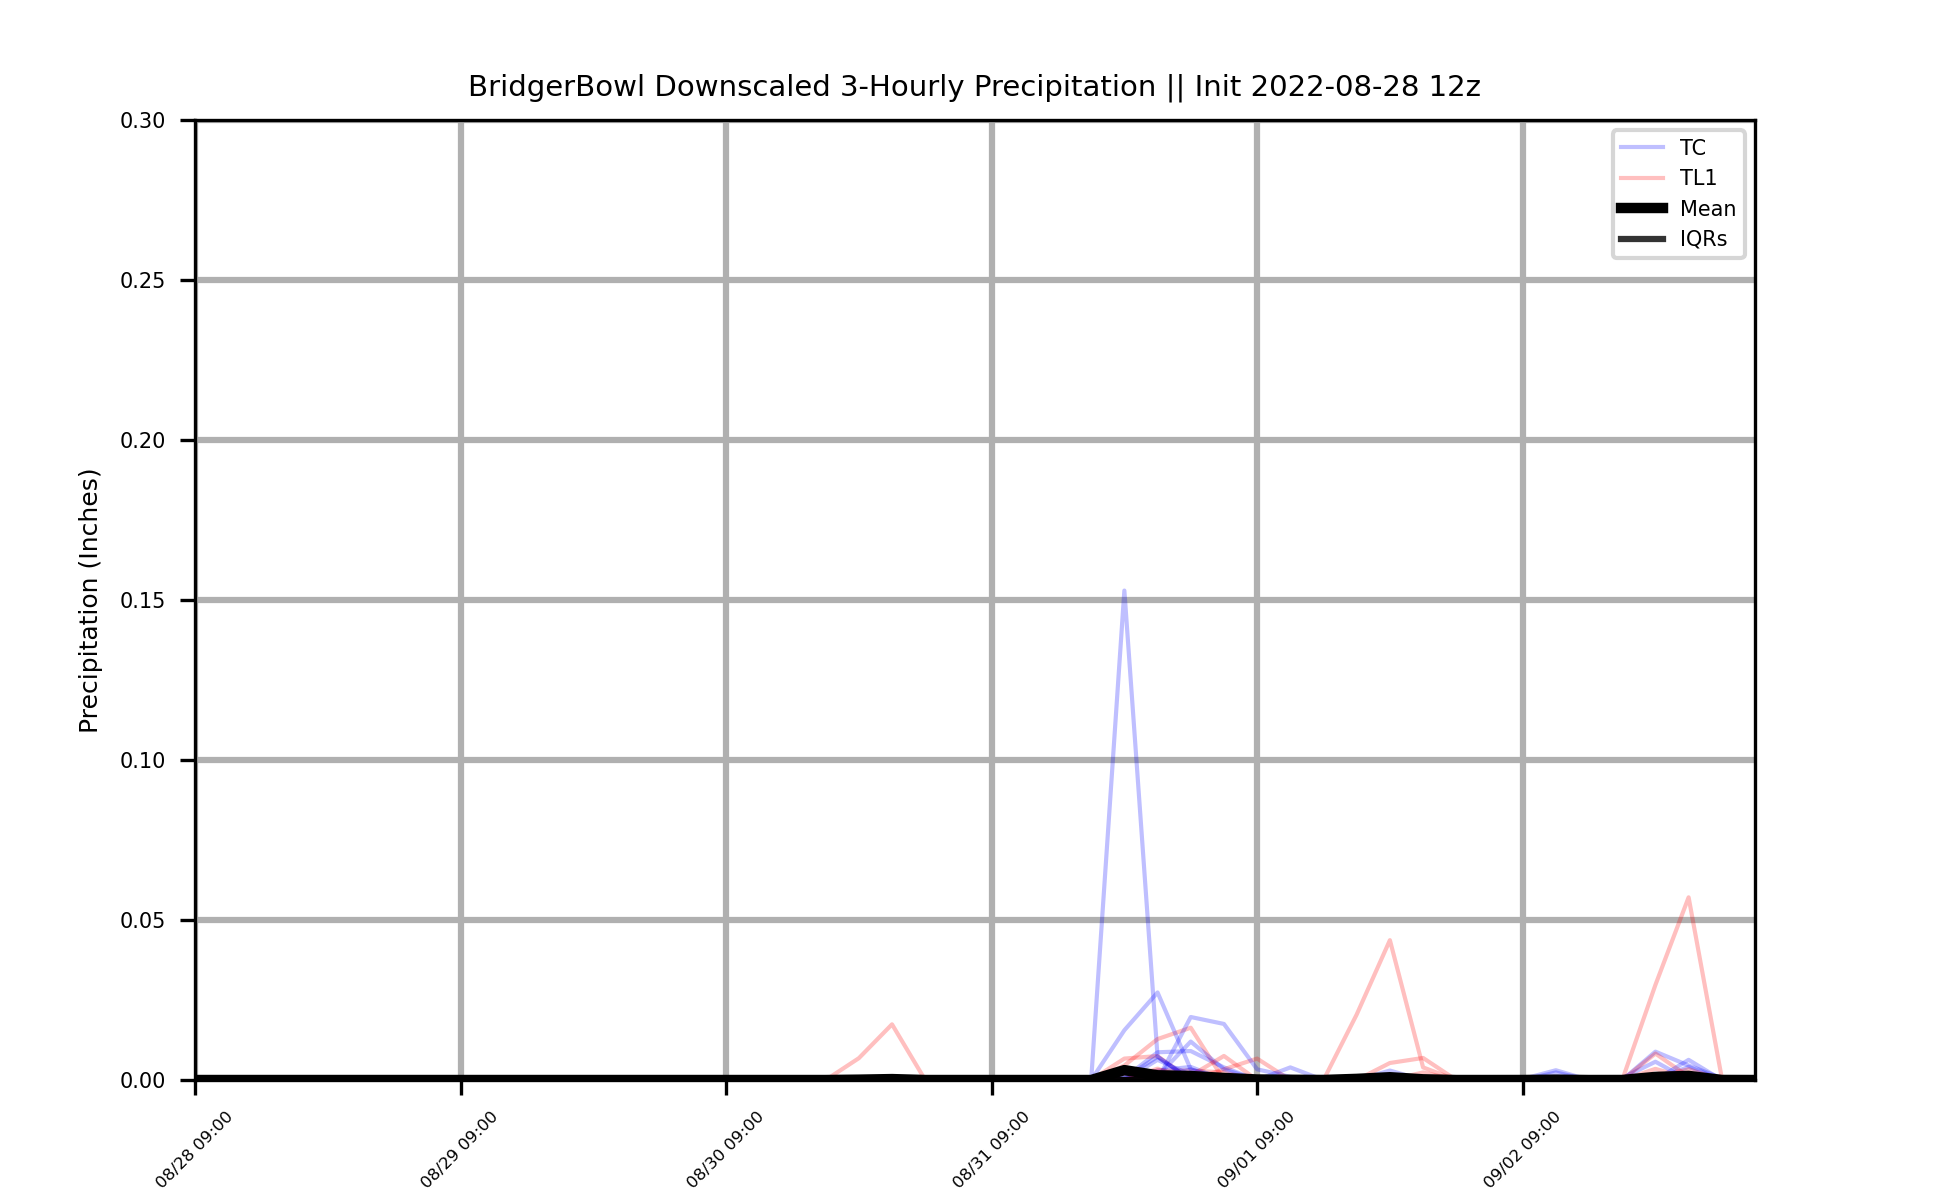 BridgerBowl Downscaled 3-Hourly Precipitation || Init 2022-08-28 12z
TC
TL1
Mean
IQRs
Precipitation (Inches)
0.30
0.25
0.20
0.15
0.10
0.05
0.00
08/28 09:00
08/29 09:00
08/30 09:00
08/31 09:00
09/01 09:00
09/02 09:00